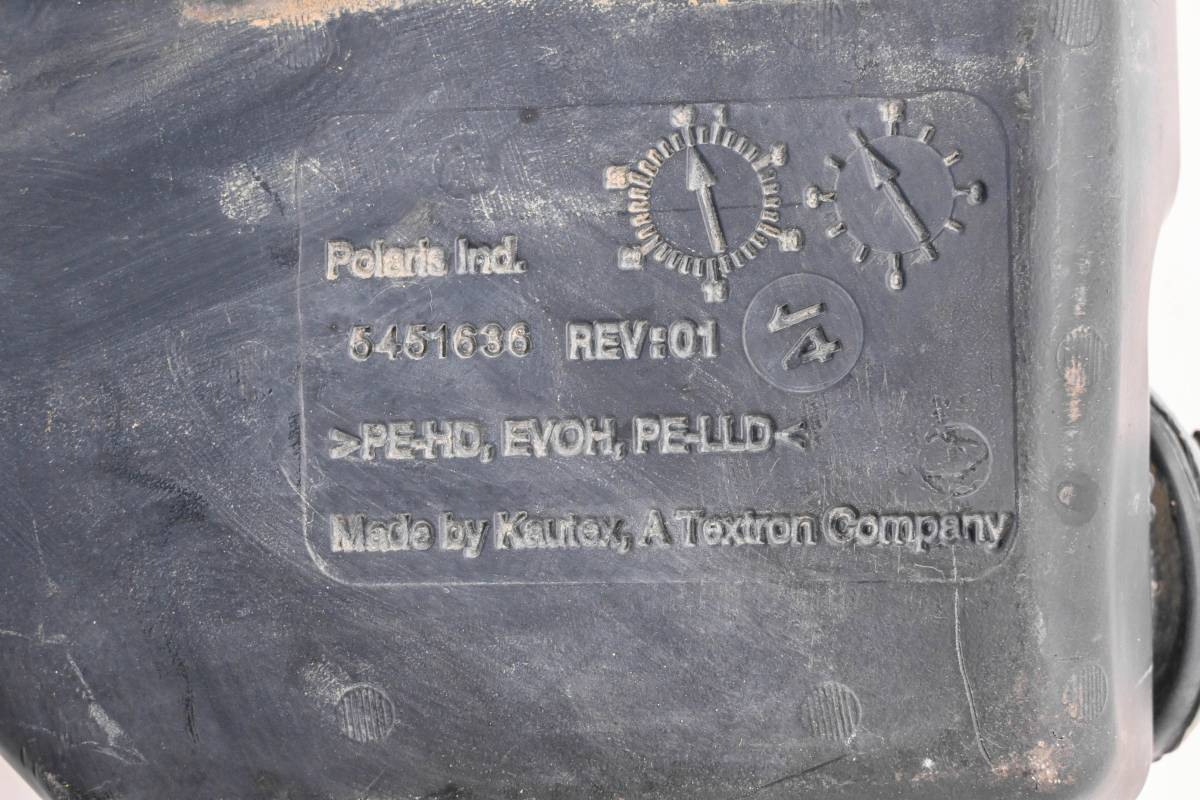 Polaris Ind.
5451636 REV:01
14
>PE-HD, EVOH, PE-LLD<
Made by Kautex, A Textron Company